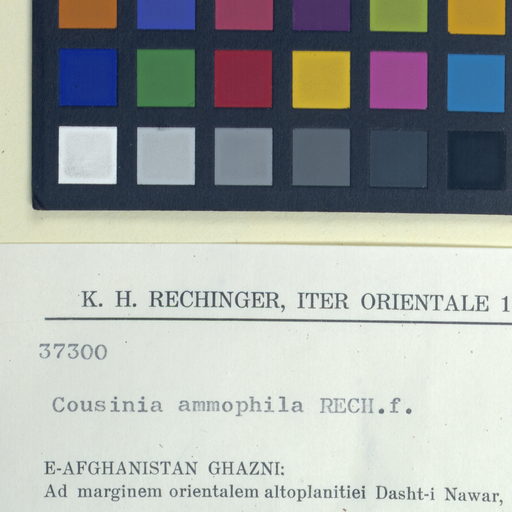 K. H. RECHINGER, ITER ORIENTALE 1
37300
Cousinia ammophila RECH.f.
E-AFGHANISTAN GHAZNI:
Ad marginem orientalem altoplanitiei Dasht-i Nawar,